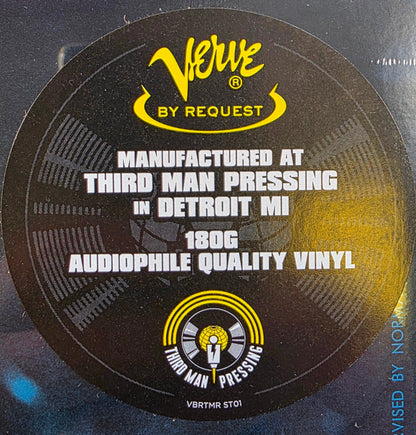 Verve
®
BY REQUEST
MANUFACTURED AT
THIRD MAN PRESSING
IN DETROIT MI
180G
AUDIOPHILE QUALITY VINYL
THIRD MAN PRESSING
VBRTMR ST01
VISED BY